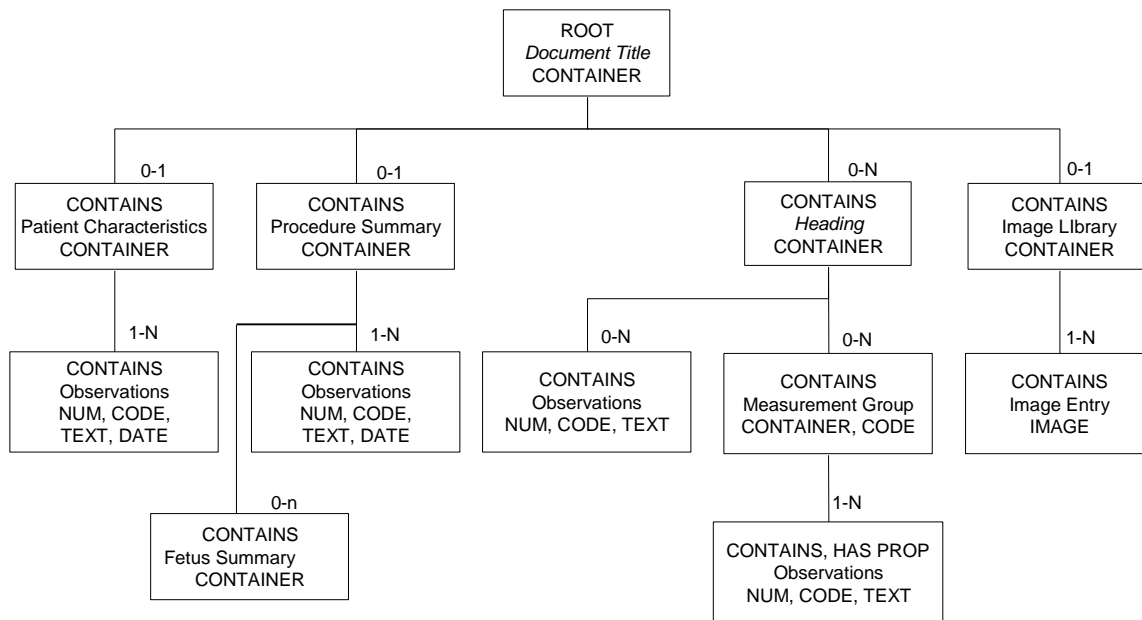 ROOT
Document Title
CONTAINER
0-1
CONTAINS
Patient Characteristics
CONTAINER
0-1
CONTAINS
Procedure Summary
CONTAINER
0-N
CONTAINS
Heading
CONTAINER
0-1
CONTAINS
Image LIbrary
CONTAINER
1-N
CONTAINS
Observations
NUM, CODE,
TEXT, DATE
1-N
CONTAINS
Observations
NUM, CODE,
TEXT, DATE
0-N
CONTAINS
Observations
NUM, CODE, TEXT
0-N
CONTAINS
Measurement Group
CONTAINER, CODE
1-N
CONTAINS
Image Entry
IMAGE
0-n
CONTAINS
Fetus Summary
CONTAINER
1-N
CONTAINS, HAS PROP
Observations
NUM, CODE, TEXT